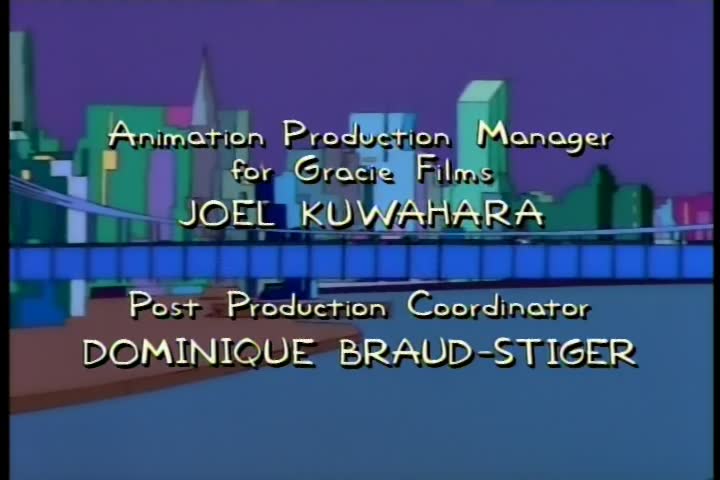 Animation Production Manager
for Gracie Films
JOEL KUWAHARA
Post Production Coordinator
DOMINIQUE BRAUD-STIGER